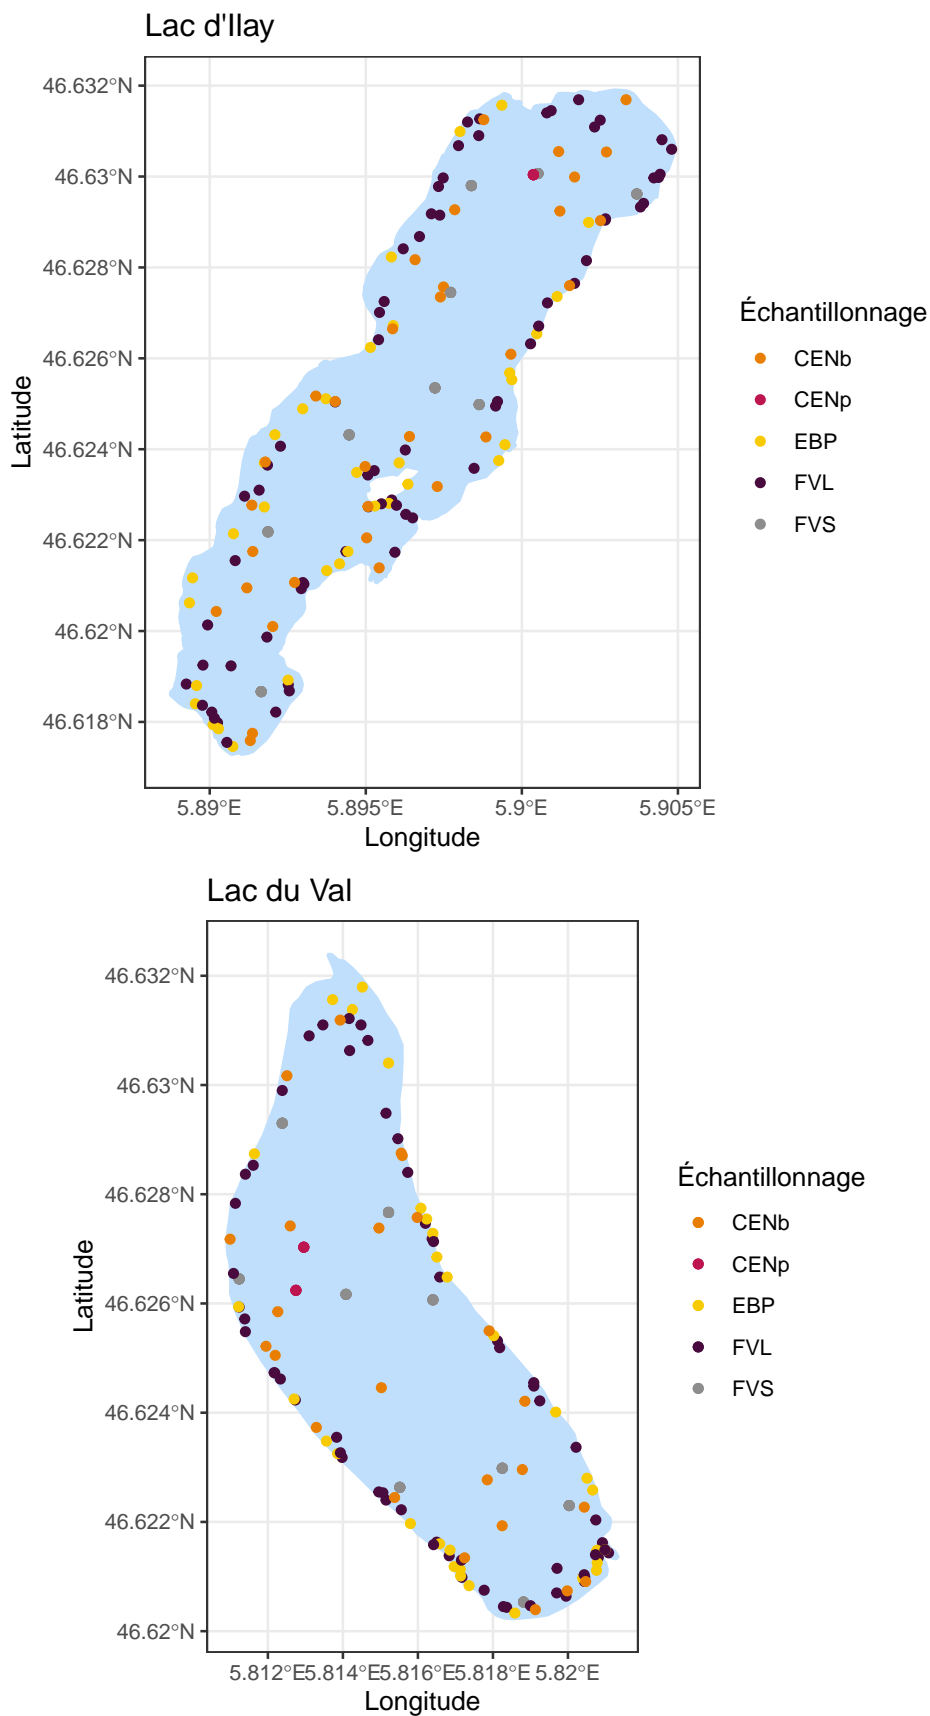 Lac d'Ilay
46.632°N
46.63°N
46.628°N
46.626°N
46.624°N
46.622°N
46.62°N
46.618°N
Latitude
5.89°E 5.895°E 5.9°E 5.905°E
Longitude
Échantillonnage
CENb
CENp
EBP
FVL
FVS
Lac du Val
46.632°N
46.63°N
46.628°N
46.626°N
46.624°N
46.622°N
46.62°N
Latitude
5.812°E 5.814°E 5.816°E 5.818°E 5.82°E
Longitude
Échantillonnage
CENb
CENp
EBP
FVL
FVS